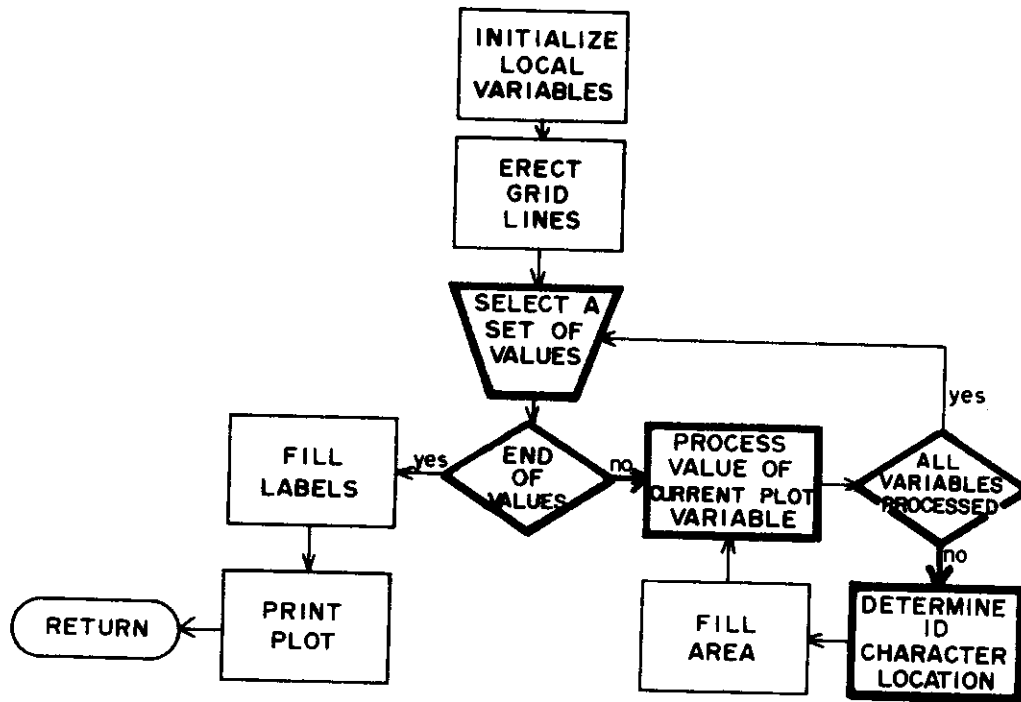 INITIALIZE
LOCAL
VARIABLES
ERECT
GRID
LINES
SELECT A
SET OF
VALUES
yes
FILL
LABELS
yes
END
OF
VALUES
no
PROCESS
VALUE OF
CURRENT PLOT
VARIABLE
ALL
VARIABLES
PROCESSED
no
RETURN
PRINT
PLOT
FILL
AREA
DETERMINE
ID
CHARACTER
LOCATION